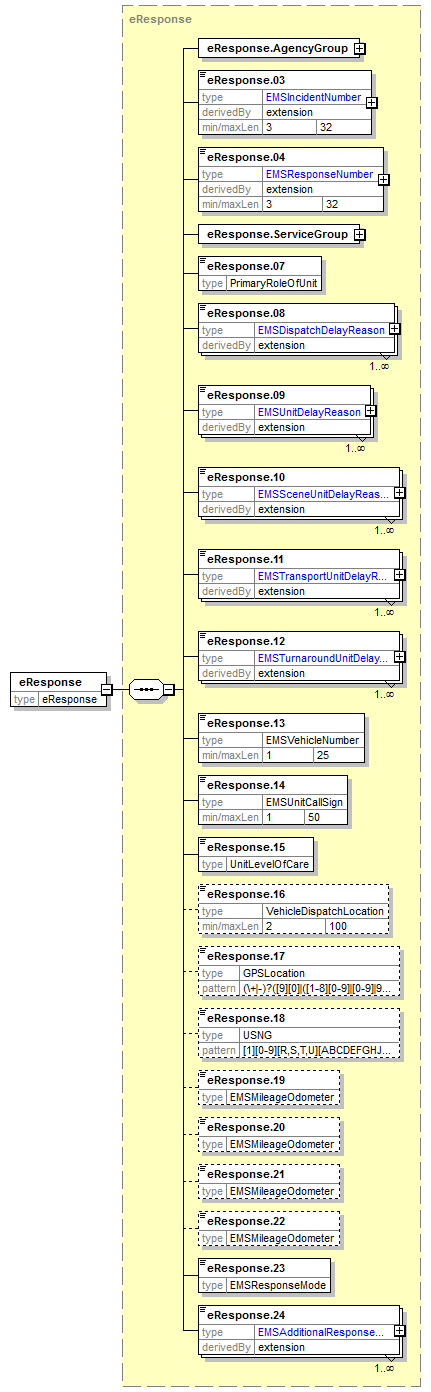 eResponse
eResponse.AgencyGroup
eResponse.03
type EMSIncidentNumber
derivedBy extension
min/maxLen 3 32
eResponse.04
type EMSResponseNumber
derivedBy extension
min/maxLen 3 32
eResponse.ServiceGroup
eResponse.07
type PrimaryRoleOfUnit
eResponse.08
type EMSDispatchDelayReason
derivedBy extension
1..∞
eResponse.09
type EMSUnitDelayReason
derivedBy extension
1..∞
eResponse.10
type EMSSceneUnitDelayReas...
derivedBy extension
1..∞
eResponse.11
type EMSTransportUnitDelayR...
derivedBy extension
1..∞
eResponse.12
type EMSTurnaroundUnitDelay...
derivedBy extension
1..∞
eResponse
type eResponse
eResponse.13
type EMSVehicleNumber
min/maxLen 1 25
eResponse.14
type EMSUnitCallSign
min/maxLen 1 50
eResponse.15
type UnitLevelOfCare
eResponse.16
type VehicleDispatchLocation
min/maxLen 2 100
eResponse.17
type GPSLocation
pattern (\+|-)?([9][0]|([1-8][0-9]|[0-9]|9...
eResponse.18
type USNG
pattern [1][0-9][R,S,T,U][ABCDEFGHJ...
eResponse.19
type EMSMileageOdometer
eResponse.20
type EMSMileageOdometer
eResponse.21
type EMSMileageOdometer
eResponse.22
type EMSMileageOdometer
eResponse.23
type EMSResponseMode
eResponse.24
type EMSAdditionalResponse...
derivedBy extension
1..∞